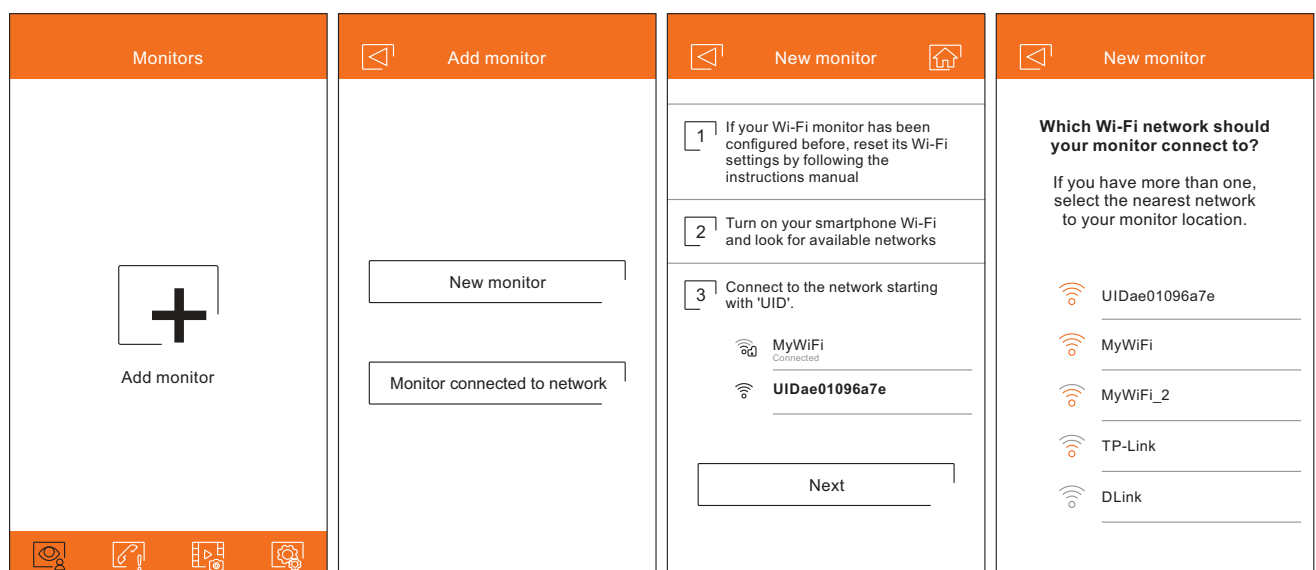 Monitors
Add monitor
Add monitor
New monitor
Monitor connected to network
New monitor
1
If your Wi-Fi monitor has been
configured before, reset its Wi-Fi
settings by following the
instructions manual
2
Turn on your smartphone Wi-Fi
and look for available networks
3
Connect to the network starting
with 'UID'.
MyWiFi
Connected
UIDae01096a7e
Next
New monitor
Which Wi-Fi network should
your monitor connect to?
If you have more than one,
select the nearest network
to your monitor location.
UIDae01096a7e
MyWiFi
MyWiFi_2
TP-Link
DLink